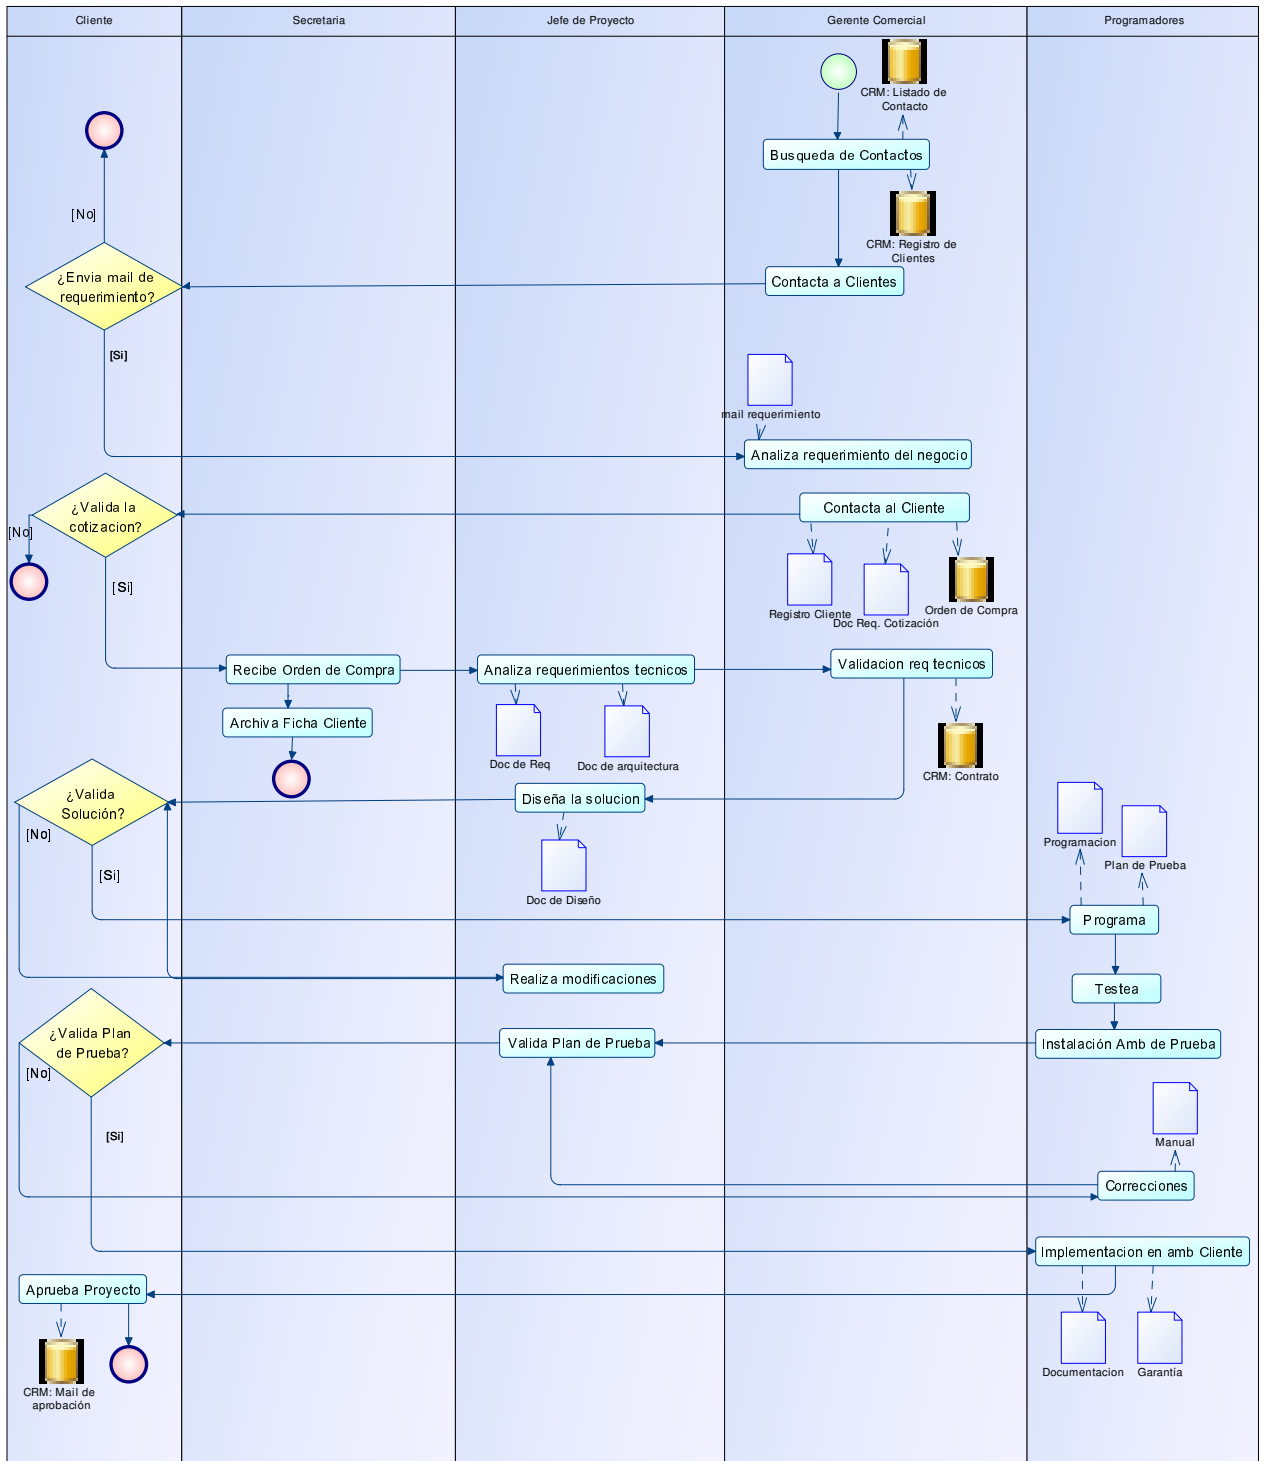 Cliente
Secretaria
Jefe de Proyecto
Gerente Comercial
Programadores
CRM: Listado de
Contacto
Busqueda de Contactos
[No]
CRM: Registro de
Clientes
¿Envia mail de
requerimiento?
Contacta a Clientes
[Si]
mail requerimiento
Analiza requerimiento del negocio
¿Valida la
cotizacion?
Contacta al Cliente
[No]
[Si]
Registro Cliente
Doc Req. Cotización
Orden de Compra
Recibe Orden de Compra
Analiza requerimientos tecnicos
Validacion req tecnicos
Archiva Ficha Cliente
Doc de Req
Doc de arquitectura
CRM: Contrato
¿Valida
Solución?
Diseña la solucion
[No]
[Si]
Programacion
Plan de Prueba
Doc de Diseño
Programa
Realiza modificaciones
Testea
¿Valida Plan
de Prueba?
Valida Plan de Prueba
Instalación Amb de Prueba
[No]
[Si]
Manual
Correcciones
Implementacion en amb Cliente
Aprueba Proyecto
Documentacion
Garantía
CRM: Mail de
aprobación